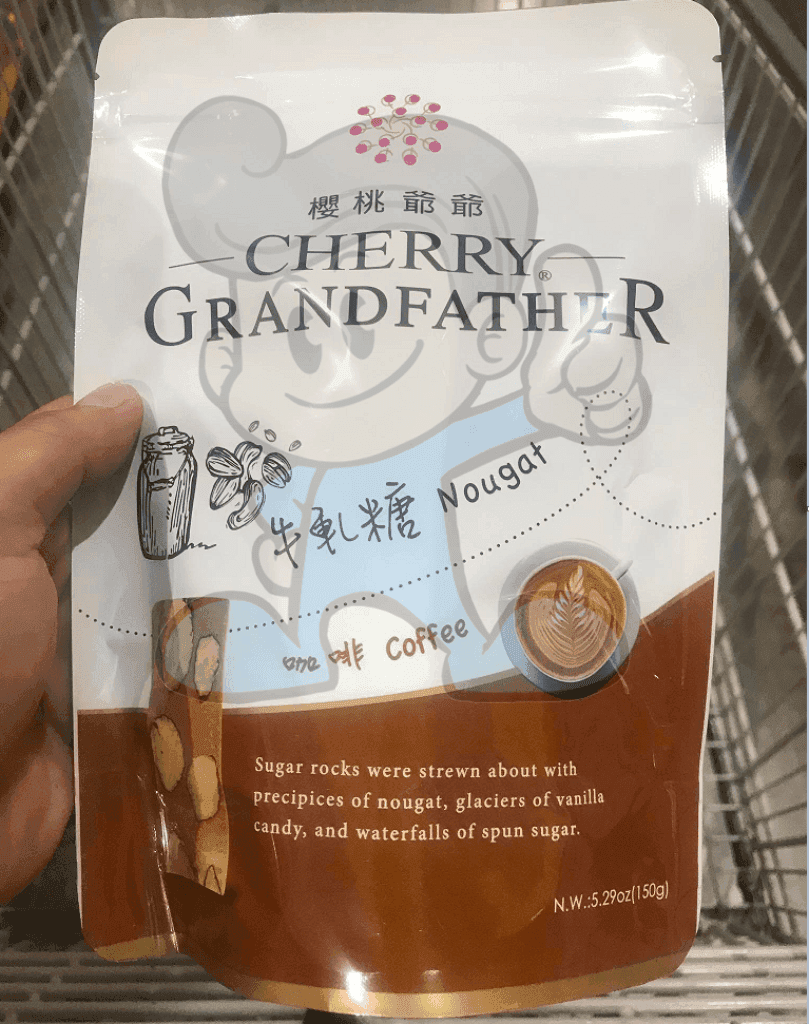 櫻桃爺爺
CHERRY®
GRANDFATHER
牛軋糖 Nougat
咖啡 Coffee
Sugar rocks were strewn about with
precipices of nougat, glaciers of vanilla
candy, and waterfalls of spun sugar.
N.W.:5.29oz(150g)